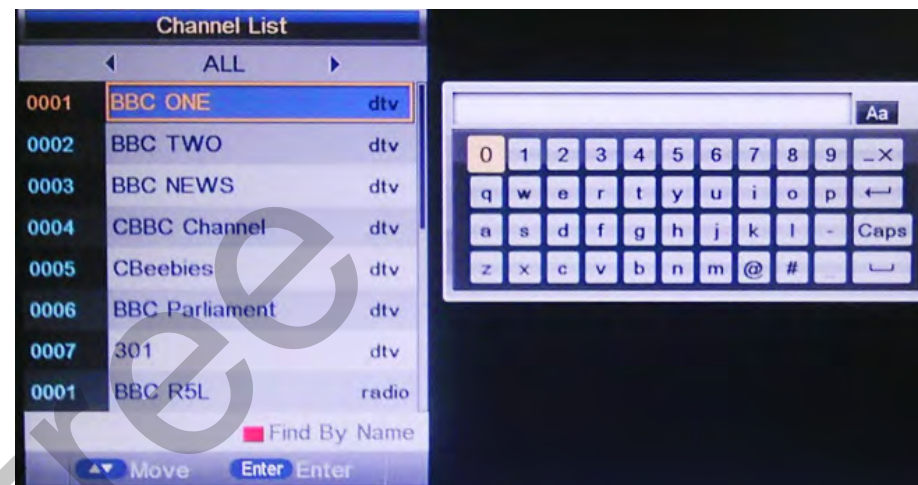 Channel List
ALL
0001 BBC ONE dtv
0002 BBC TWO dtv
0003 BBC NEWS dtv
0004 CBBC Channel dtv
0005 CBeebies dtv
0006 BBC Parliament dtv
0007 301 dtv
0001 BBC R5L radio
Find By Name
Move Enter Enter
Aa
0 1 2 3 4 5 6 7 8 9 _X
q w e r t y u i o p
a s d f g h j k l - Caps
z x c v b n m @ # _